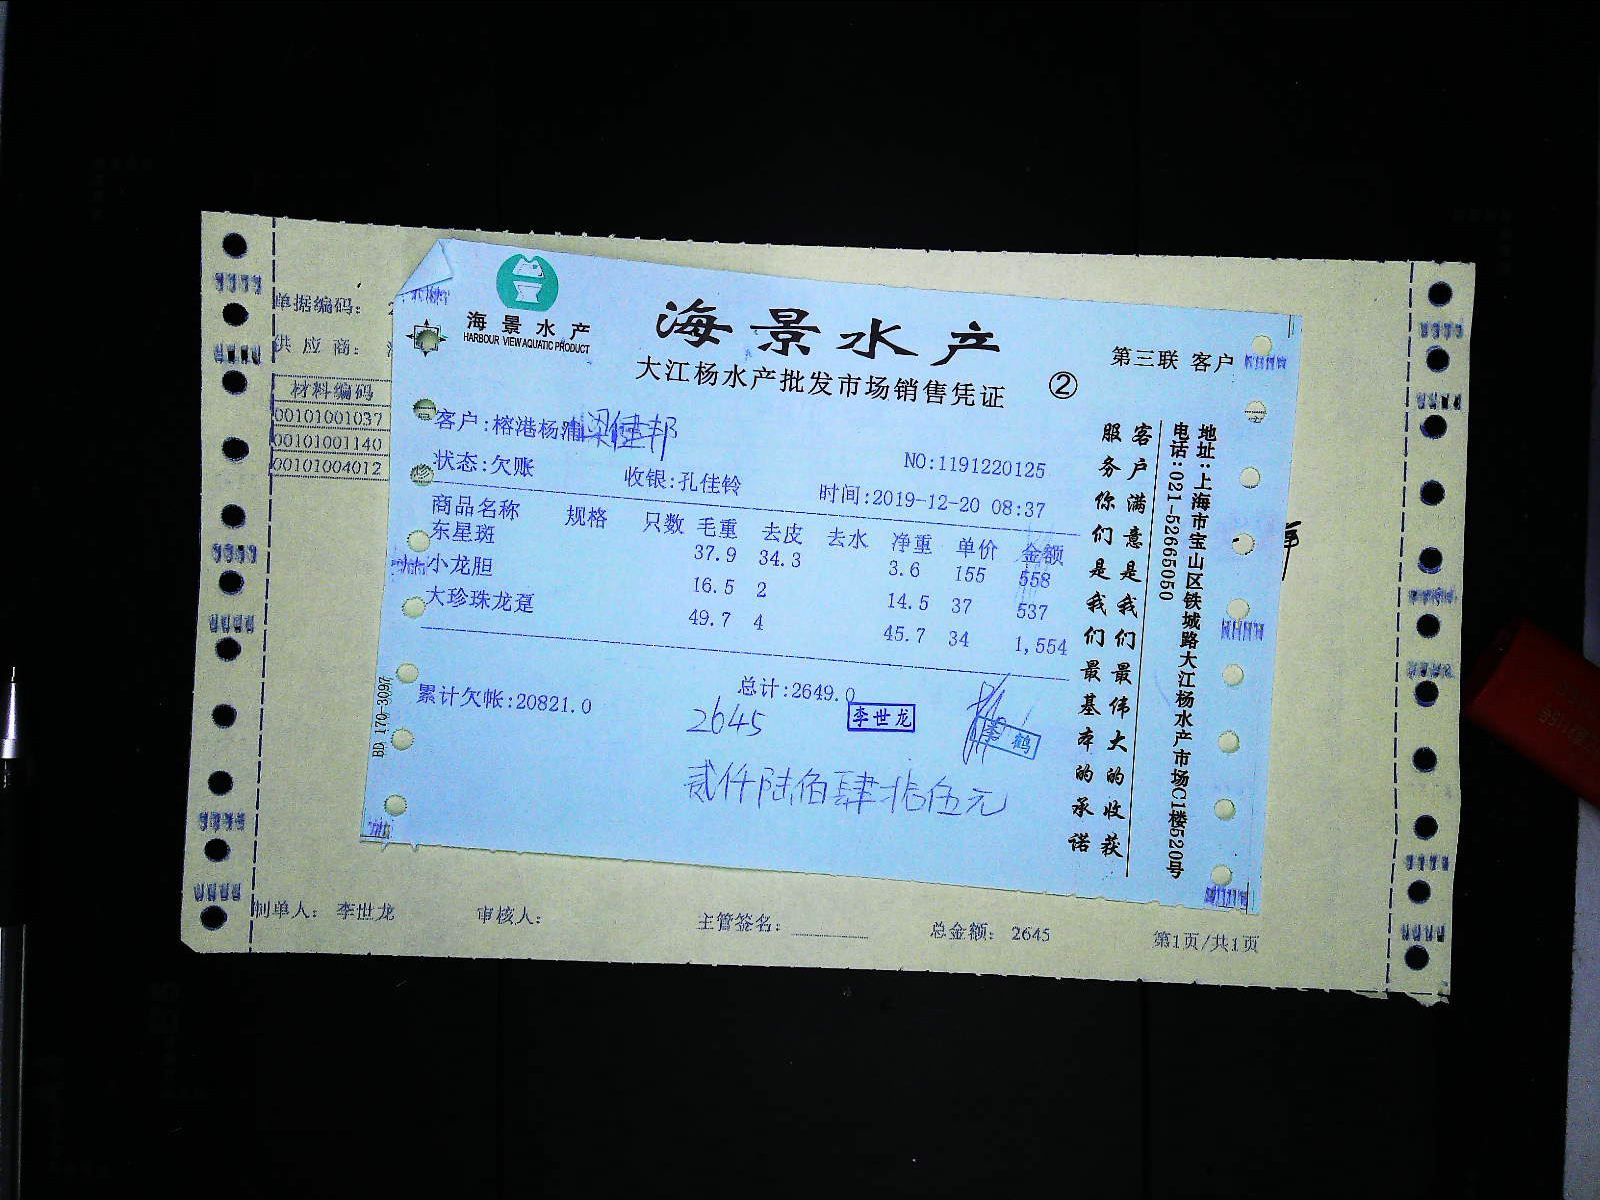 单据编码：
供 应 商：
材料编码
00101001037
00101001140
00101004012
海 景 水 产
HARBOUR VIEW AQUATIC PRODUCT
海景水产
大江杨水产批发市场销售凭证 ②
第三联 客户
客户:榕港杨浦梁健邦
NO:1191220125
状态:欠账 收银:孔佳铃 时间:2019-12-20 08:37
商品名称 规格 只数 毛重 去皮 去水 净重 单价 金额
东星斑 37.9 34.3 3.6 155 558
小龙胆 16.5 2 14.5 37 537
大珍珠龙趸 49.7 4 45.7 34 1,554
累计欠帐:20821.0 总计:2649.0
2645
李世龙
李鹤
贰仟陆佰肆拾伍元
BD 170-3097
客户满意是我们最伟大的收获
服务你们是我们最基本的承诺
地址:上海市宝山区铁城路大江杨水产市场C1楼520号
电话:021-52665050
制单人： 李世龙 审核人： 主管签名： 总金额： 2645 第1页/共1页